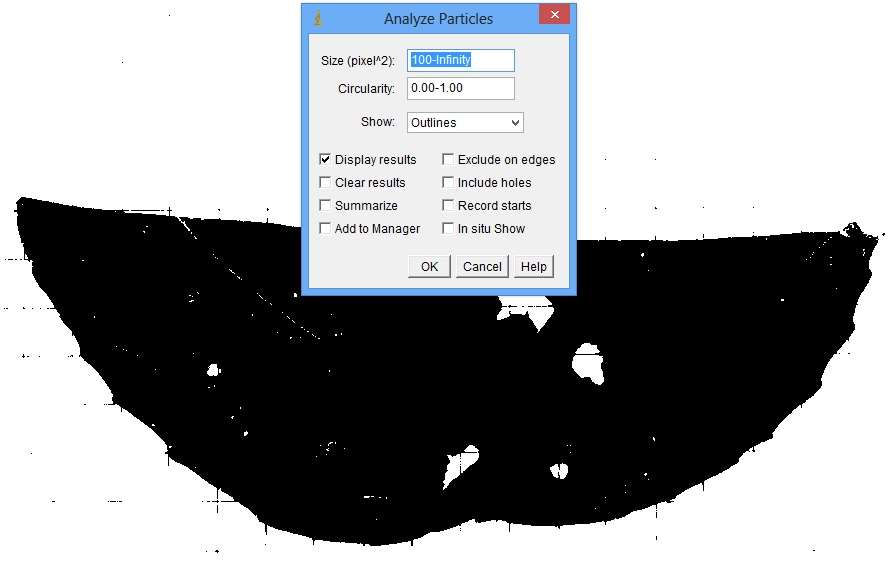 Analyze Particles
Size (pixel^2): 100-Infinity
Circularity: 0.00-1.00
Show: Outlines
Display results Exclude on edges
Clear results Include holes
Summarize Record starts
Add to Manager In situ Show
OK Cancel Help